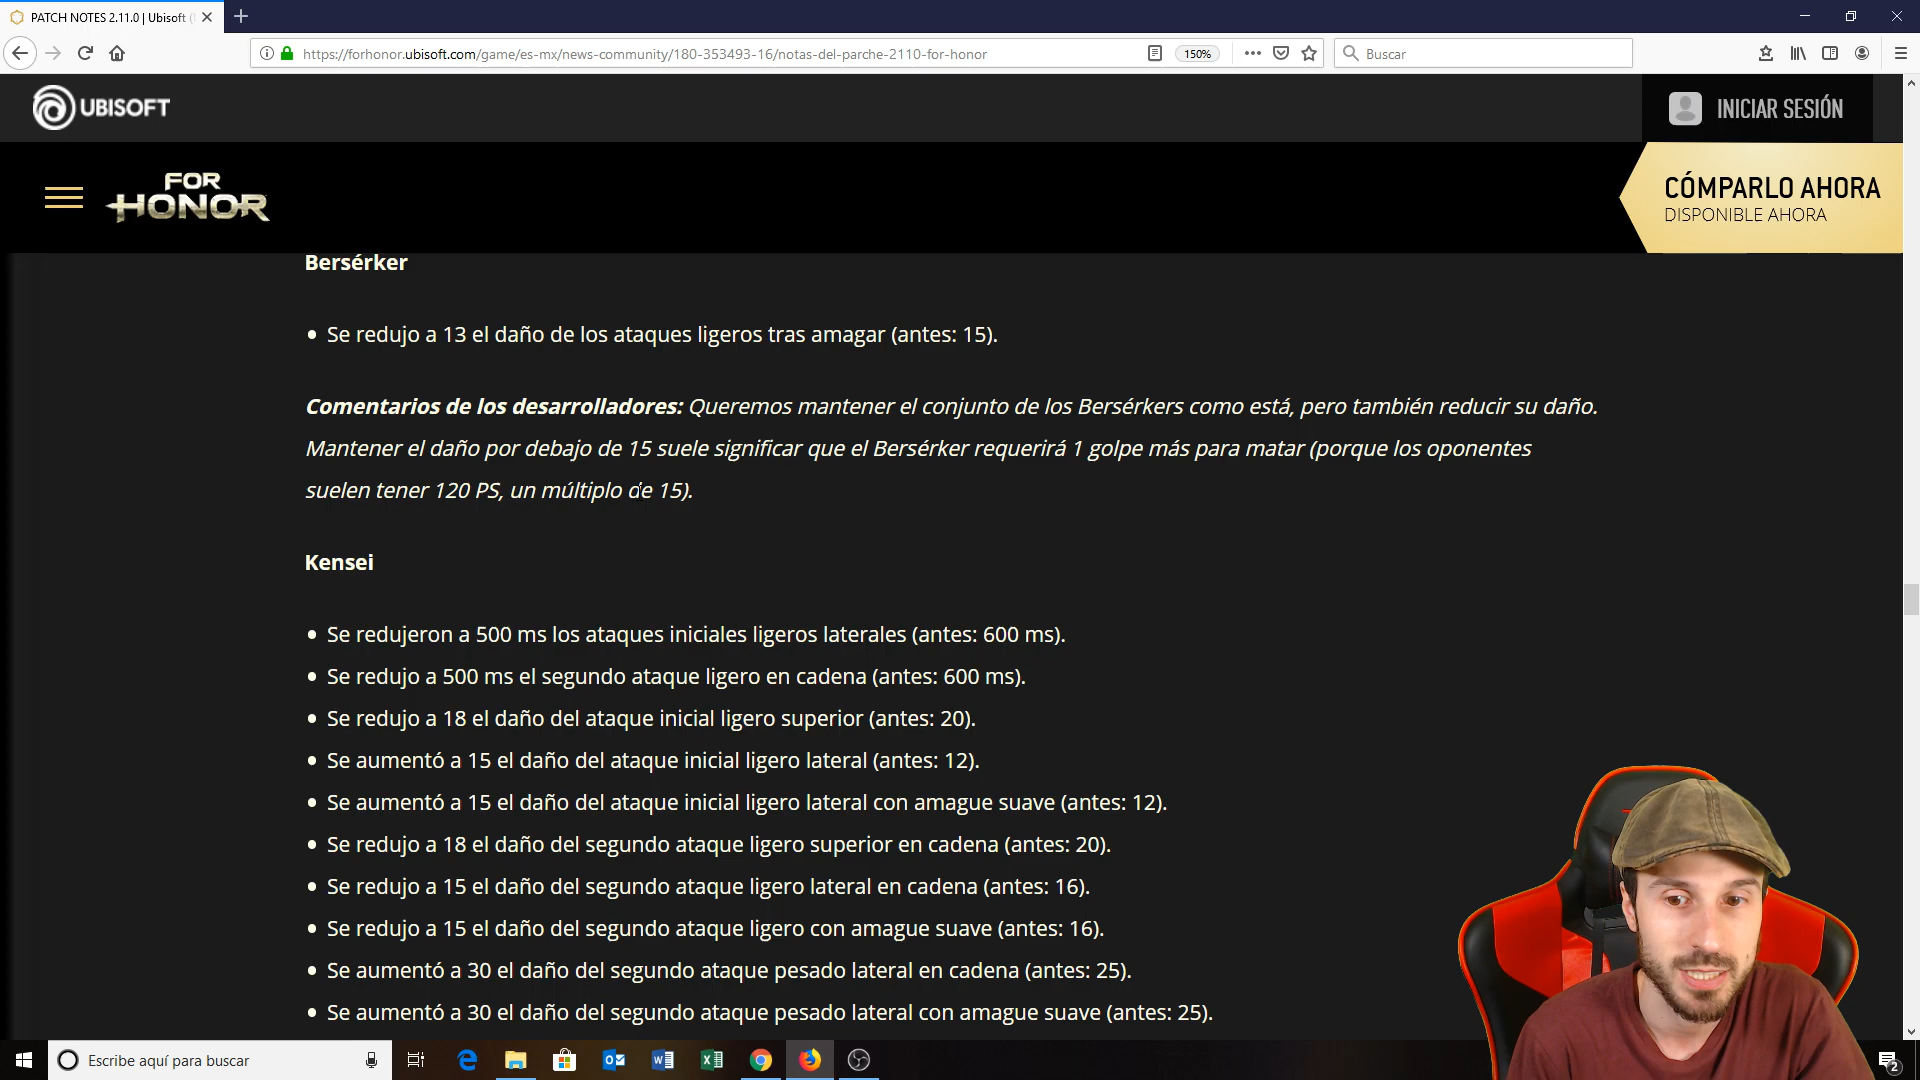 PATCH NOTES 2.11.0 | Ubisoft (
https://forhonor.ubisoft.com/game/es-mx/news-community/180-353493-16/notas-del-parche-2110-for-honor
150%
Buscar
UBISOFT
INICIAR SESIÓN
FOR HONOR
CÓMPARLO AHORA
DISPONIBLE AHORA
Bersérker
• Se redujo a 13 el daño de los ataques ligeros tras amagar (antes: 15).
Comentarios de los desarrolladores: Queremos mantener el conjunto de los Bersérkers como está, pero también reducir su daño.
Mantener el daño por debajo de 15 suele significar que el Bersérker requerirá 1 golpe más para matar (porque los oponentes
suelen tener 120 PS, un múltiplo de 15).
Kensei
• Se redujeron a 500 ms los ataques iniciales ligeros laterales (antes: 600 ms).
• Se redujo a 500 ms el segundo ataque ligero en cadena (antes: 600 ms).
• Se redujo a 18 el daño del ataque inicial ligero superior (antes: 20).
• Se aumentó a 15 el daño del ataque inicial ligero lateral (antes: 12).
• Se aumentó a 15 el daño del ataque inicial ligero lateral con amague suave (antes: 12).
• Se redujo a 18 el daño del segundo ataque ligero superior en cadena (antes: 20).
• Se redujo a 15 el daño del segundo ataque ligero lateral en cadena (antes: 16).
• Se redujo a 15 el daño del segundo ataque ligero con amague suave (antes: 16).
• Se aumentó a 30 el daño del segundo ataque pesado lateral en cadena (antes: 25).
• Se aumentó a 30 el daño del segundo ataque pesado lateral con amague suave (antes: 25).
Escribe aquí para buscar
2